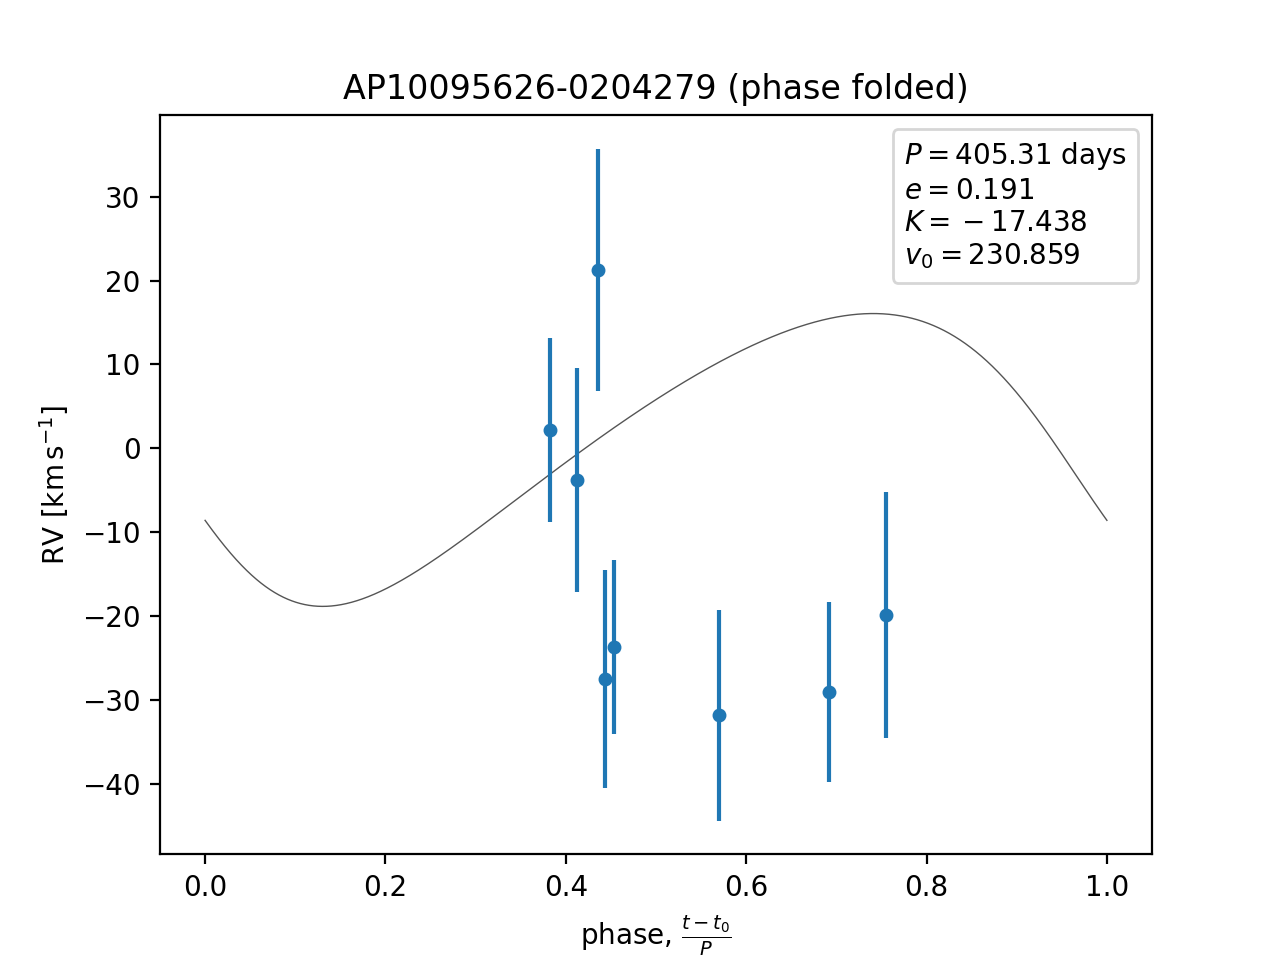 AP10095626-0204279 (phase folded)
P = 405.31 days
e = 0.191
K = −17.438
v₀ = 230.859
RV [km s⁻¹]
30
20
10
0
−10
−20
−30
−40
0.0 0.2 0.4 0.6 0.8 1.0
phase, (t − t₀)/P